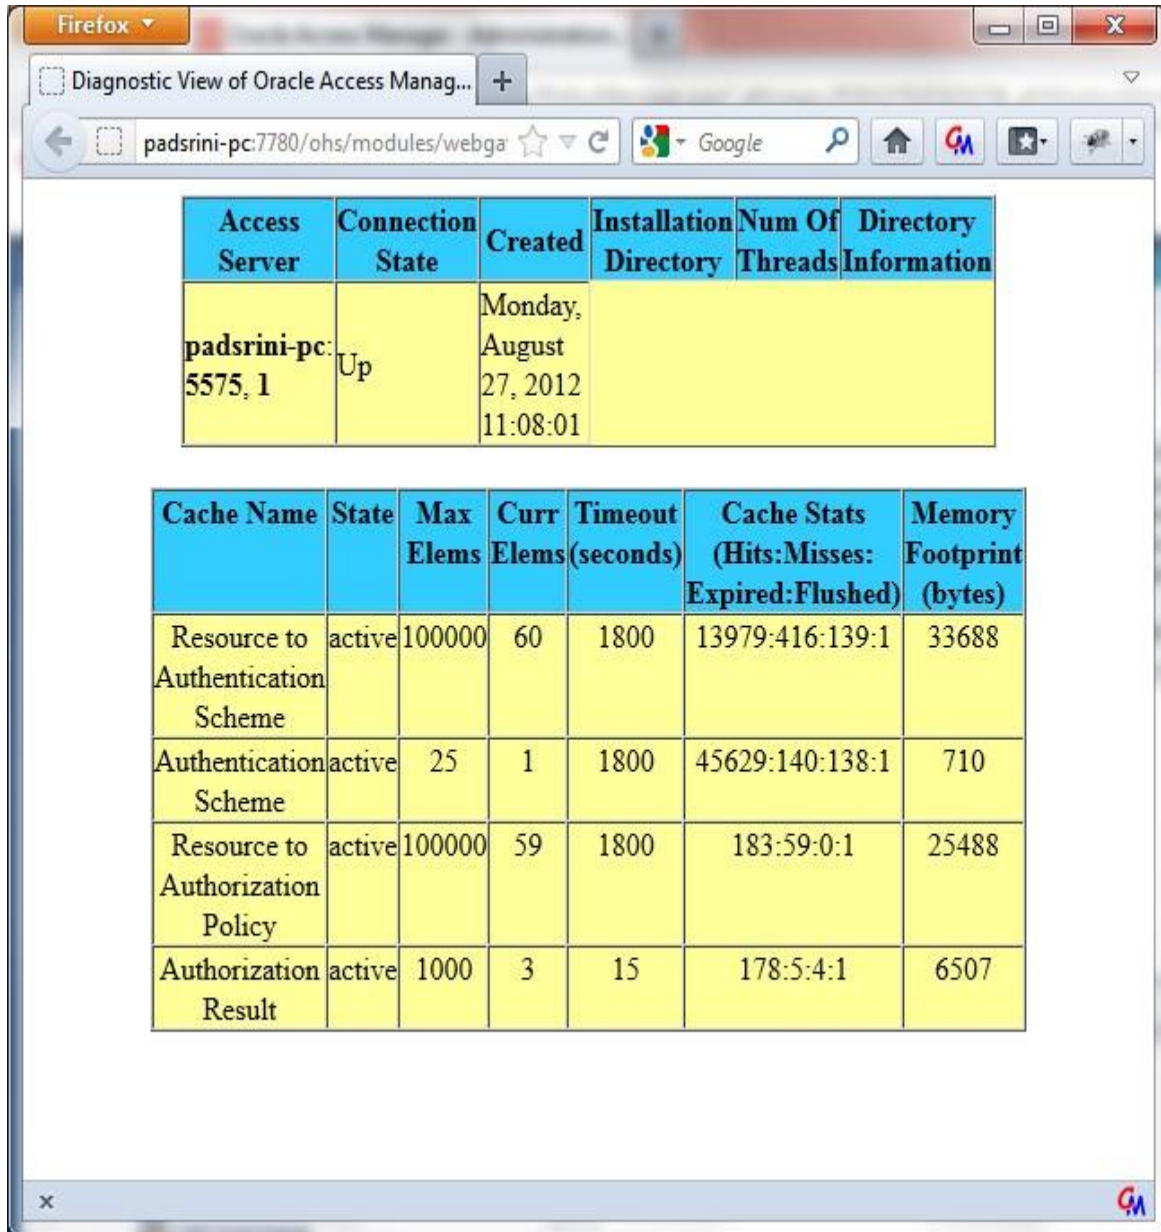 Firefox
Diagnostic View of Oracle Access Manag...
padsrini-pc:7780/ohs/modules/webga
Google
Access Server
Connection State
Created
Installation Directory
Num Of Threads
Directory Information
padsrini-pc:
5575, 1
Up
Monday,
August
27, 2012
11:08:01
Cache Name
State
Max Elems
Curr Elems
Timeout (seconds)
Cache Stats
(Hits:Misses:
Expired:Flushed)
Memory
Footprint
(bytes)
Resource to
Authentication
Scheme
active
100000
60
1800
13979:416:139:1
33688
Authentication
Scheme
active
25
1
1800
45629:140:138:1
710
Resource to
Authorization
Policy
active
100000
59
1800
183:59:0:1
25488
Authorization
Result
active
1000
3
15
178:5:4:1
6507